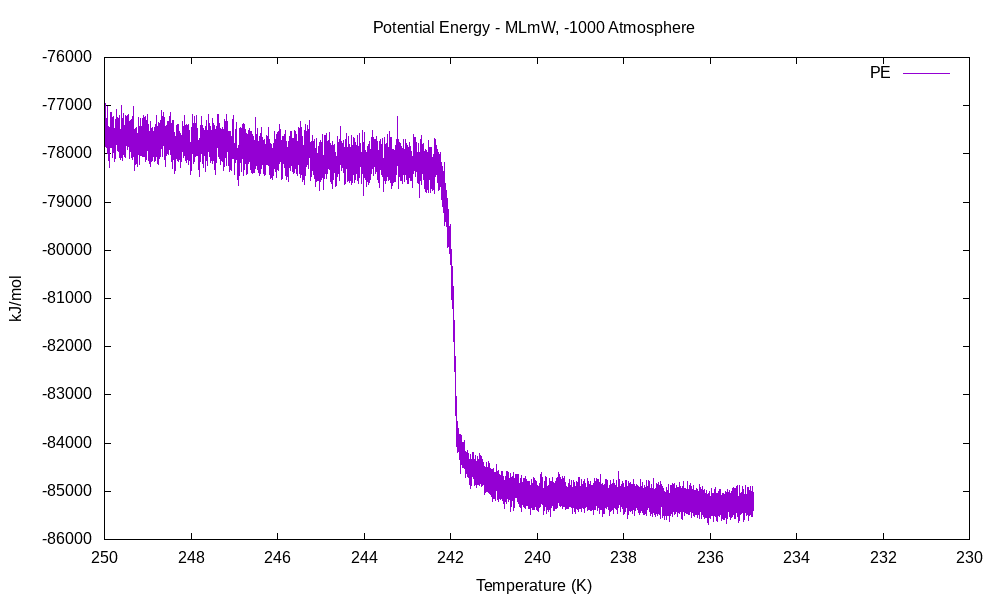 Potential Energy - MLmW, -1000 Atmosphere
PE
-76000
-77000
-78000
-79000
-80000
-81000
-82000
-83000
-84000
-85000
-86000
kJ/mol
250 248 246 244 242 240 238 236 234 232 230
Temperature (K)